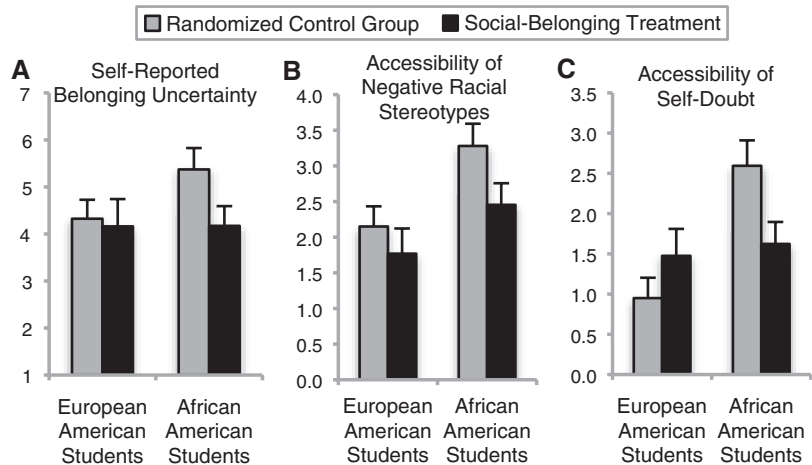 Randomized Control Group Social-Belonging Treatment
A Self-Reported
Belonging Uncertainty
7
6
5
4
3
2
1
European
American
Students
African
American
Students
B Accessibility of
Negative Racial
Stereotypes
4.0
3.5
3.0
2.5
2.0
1.5
1.0
0.5
0.0
European
American
Students
African
American
Students
C Accessibility of
Self-Doubt
3.5
3.0
2.5
2.0
1.5
1.0
0.5
0.0
European
American
Students
African
American
Students